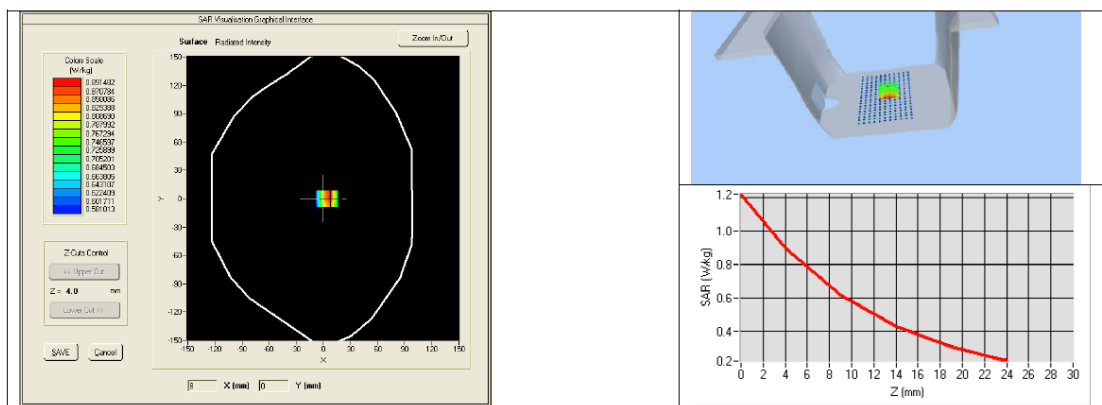 SAR Visualisation Graphical Interface
Surface Radiated Intensity
Zoom In/Out
Colors Scale
(W/kg)
0.891482
0.870784
0.850086
0.829388
0.808690
0.787992
0.767294
0.746597
0.725899
0.705201
0.684503
0.663805
0.643107
0.622409
0.601711
0.581013
Z Cuts Control
<< Upper Cut
Z = 4.0 mm
Lower Cut >>
SAVE Cancel
150
120
90
60
30
0
-30
-60
-90
-120
-150
Y
-150 -120 -90 -60 -30 0 30 60 90 120 150
X
8 X (mm) 0 Y (mm)
1.2
1.0
0.8
0.6
0.4
0.2
SAR (W/kg)
0 2 4 6 8 10 12 14 16 18 20 22 24 26 28 30
Z (mm)